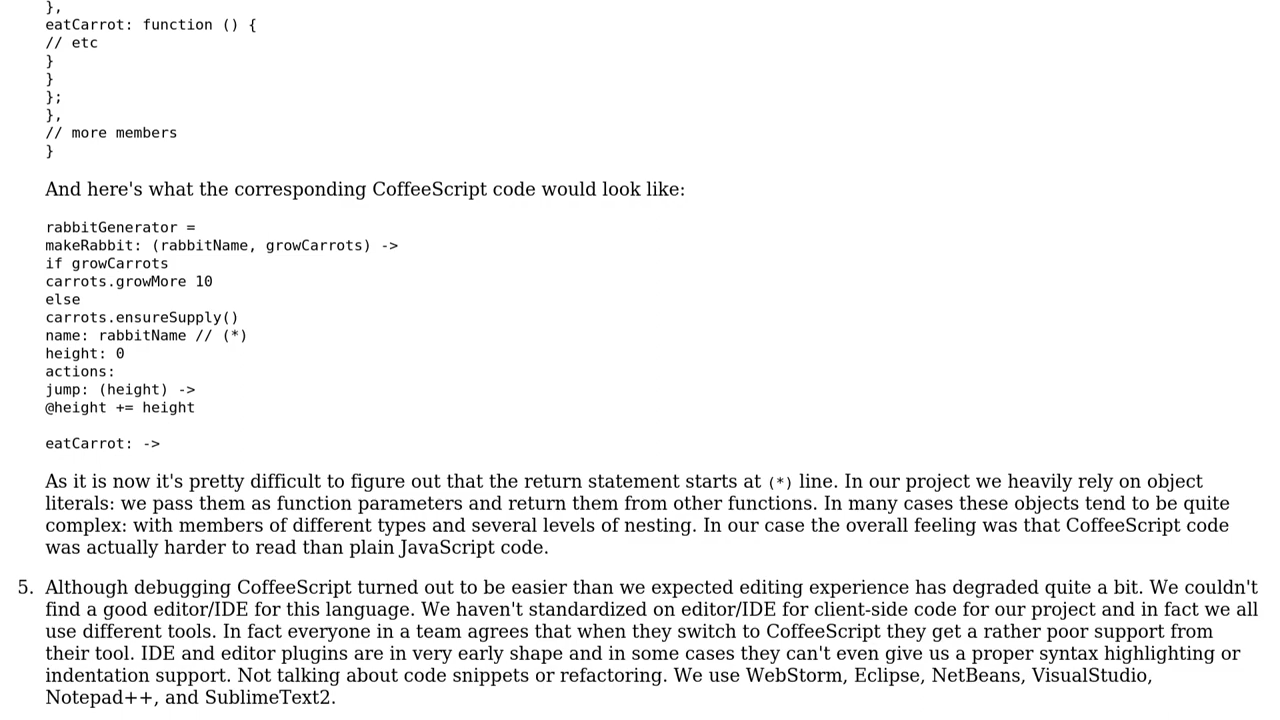 },
eatCarrot: function () {
// etc
}
}
};
},
// more members
}
And here's what the corresponding CoffeeScript code would look like:
rabbitGenerator =
makeRabbit: (rabbitName, growCarrots) ->
if growCarrots
carrots.growMore 10
else
carrots.ensureSupply()
name: rabbitName // (*)
height: 0
actions:
jump: (height) ->
@height += height
eatCarrot: ->
As it is now it's pretty difficult to figure out that the return statement starts at (*) line. In our project we heavily rely on object
literals: we pass them as function parameters and return them from other functions. In many cases these objects tend to be quite
complex: with members of different types and several levels of nesting. In our case the overall feeling was that CoffeeScript code
was actually harder to read than plain JavaScript code.
5. Although debugging CoffeeScript turned out to be easier than we expected editing experience has degraded quite a bit. We couldn't
find a good editor/IDE for this language. We haven't standardized on editor/IDE for client-side code for our project and in fact we all
use different tools. In fact everyone in a team agrees that when they switch to CoffeeScript they get a rather poor support from
their tool. IDE and editor plugins are in very early shape and in some cases they can't even give us a proper syntax highlighting or
indentation support. Not talking about code snippets or refactoring. We use WebStorm, Eclipse, NetBeans, VisualStudio,
Notepad++, and SublimeText2.